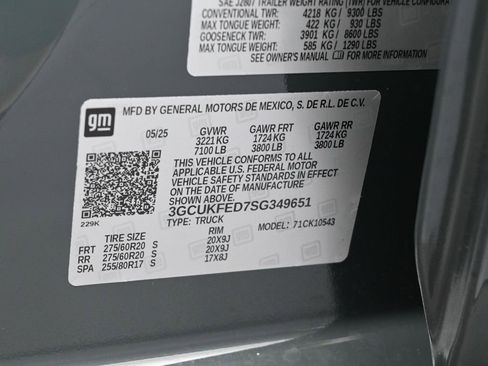 SAE J2807 TRAILER WEIGHT RATING (TWR) FOR VEHICLE CONFIGURA
CONVENTIONAL TWR: 4218 KG / 9300 LBS
MAX TONGUE WEIGHT: 422 KG / 930 LBS
GOOSENECK TWR: 3901 KG / 8600 LBS
MAX TONGUE WEIGHT: 585 KG / 1290 LBS
SEE OWNER'S MANUAL FOR MORE
gm
MFD BY GENERAL MOTORS DE MEXICO, S. DE R.L. DE C.V.
05/25 GVWR GAWR FRT GAWR RR
3221 KG 1724 KG 1724 KG
7100 LB 3800 LB 3800 LB
THIS VEHICLE CONFORMS TO ALL
APPLICABLE U.S. FEDERAL MOTOR
VEHICLE SAFETY STANDARDS IN EFFECT
ON THE DATE OF MANUFACTURE SHOWN ABOVE.
3GCUKFED7SG349651
TYPE: TRUCK MODEL: 71CK10543
229K
TIRE SIZE RIM
FRT 275/60R20 S 20X9J
RR 275/60R20 S 20X9J
SPA 255/80R17 S 17X8J